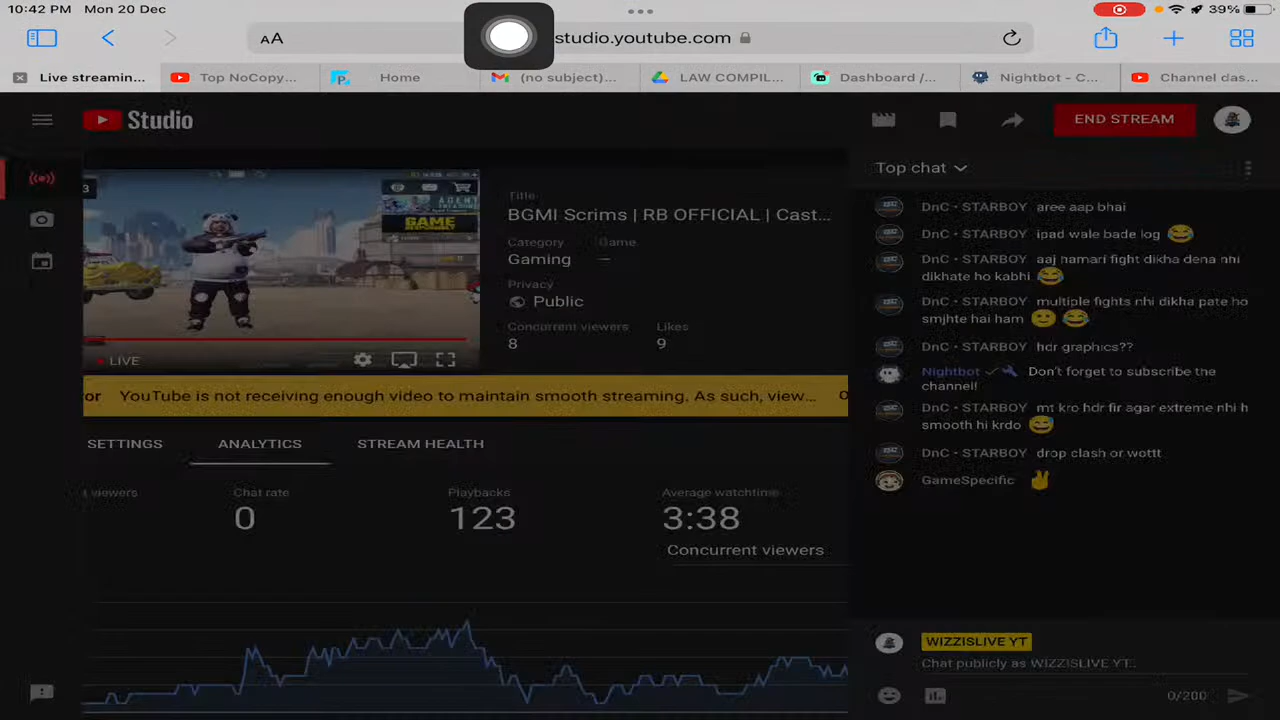 10:42 PM Mon 20 Dec
39%
AA
studio.youtube.com
Live streamin...
Top NoCopy...
Home
(no subject)...
LAW COMPIL...
Dashboard /...
Nightbot - C...
Channel das...
Studio
END STREAM
Title
BGMI Scrims | RB OFFICIAL | Cast...
Category Game
Gaming —
Privacy
Public
Concurrent viewers Likes
8 9
3
GAME
LIVE
or YouTube is not receiving enough video to maintain smooth streaming. As such, view...
SETTINGS ANALYTICS STREAM HEALTH
viewers Chat rate Playbacks Average watchtime
0 123 3:38
Concurrent viewers
Top chat
DnC • STARBOY aree aap bhai
DnC • STARBOY ipad wale bade log 😂
DnC • STARBOY aaj hamari fight dikha dena nhi
dikhate ho kabhi 😂
DnC • STARBOY multiple fights nhi dikha pate ho
smjhte hai ham 🙂 😂
DnC • STARBOY hdr graphics??
Nightbot Don't forget to subscribe the
channel!
DnC • STARBOY mt kro hdr fir agar extreme nhi h
smooth hi krdo 😅
DnC • STARBOY drop clash or wottt
GameSpecific ✌
WIZZISLIVE YT
Chat publicly as WIZZISLIVE YT..
0/200